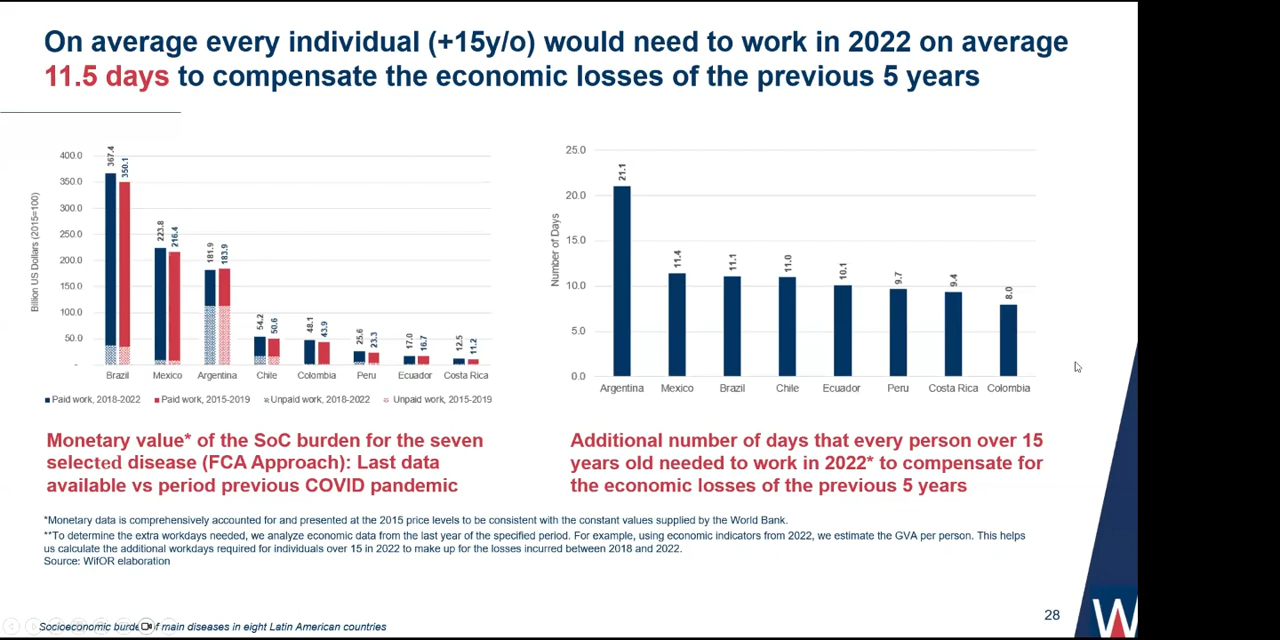 On average every individual (+15y/o) would need to work in 2022 on average
11.5 days to compensate the economic losses of the previous 5 years
Billion US Dollars (2015=100)
400.0
350.0
300.0
250.0
200.0
150.0
100.0
50.0
-
367.4
350.1
223.8
216.4
181.9
183.9
54.2
50.6
48.1
43.9
25.6
23.3
17.0
16.7
12.5
11.2
Brazil
Mexico
Argentina
Chile
Colombia
Peru
Ecuador
Costa Rica
Paid work, 2018-2022
Paid work, 2015-2019
Unpaid work, 2018-2022
Unpaid work, 2015-2019
Monetary value* of the SoC burden for the seven
selected disease (FCA Approach): Last data
available vs period previous COVID pandemic
Number of Days
25.0
20.0
15.0
10.0
5.0
0.0
21.1
11.4
11.1
11.0
10.1
9.7
9.4
8.0
Argentina
Mexico
Brazil
Chile
Ecuador
Peru
Costa Rica
Colombia
Additional number of days that every person over 15
years old needed to work in 2022* to compensate for
the economic losses of the previous 5 years
*Monetary data is comprehensively accounted for and presented at the 2015 price levels to be consistent with the constant values supplied by the World Bank.
**To determine the extra workdays needed, we analyze economic data from the last year of the specified period. For example, using economic indicators from 2022, we estimate the GVA per person. This helps
us calculate the additional workdays required for individuals over 15 in 2022 to make up for the losses incurred between 2018 and 2022.
Source: WifOR elaboration
28
Socioeconomic of main diseases in eight Latin American countries
W